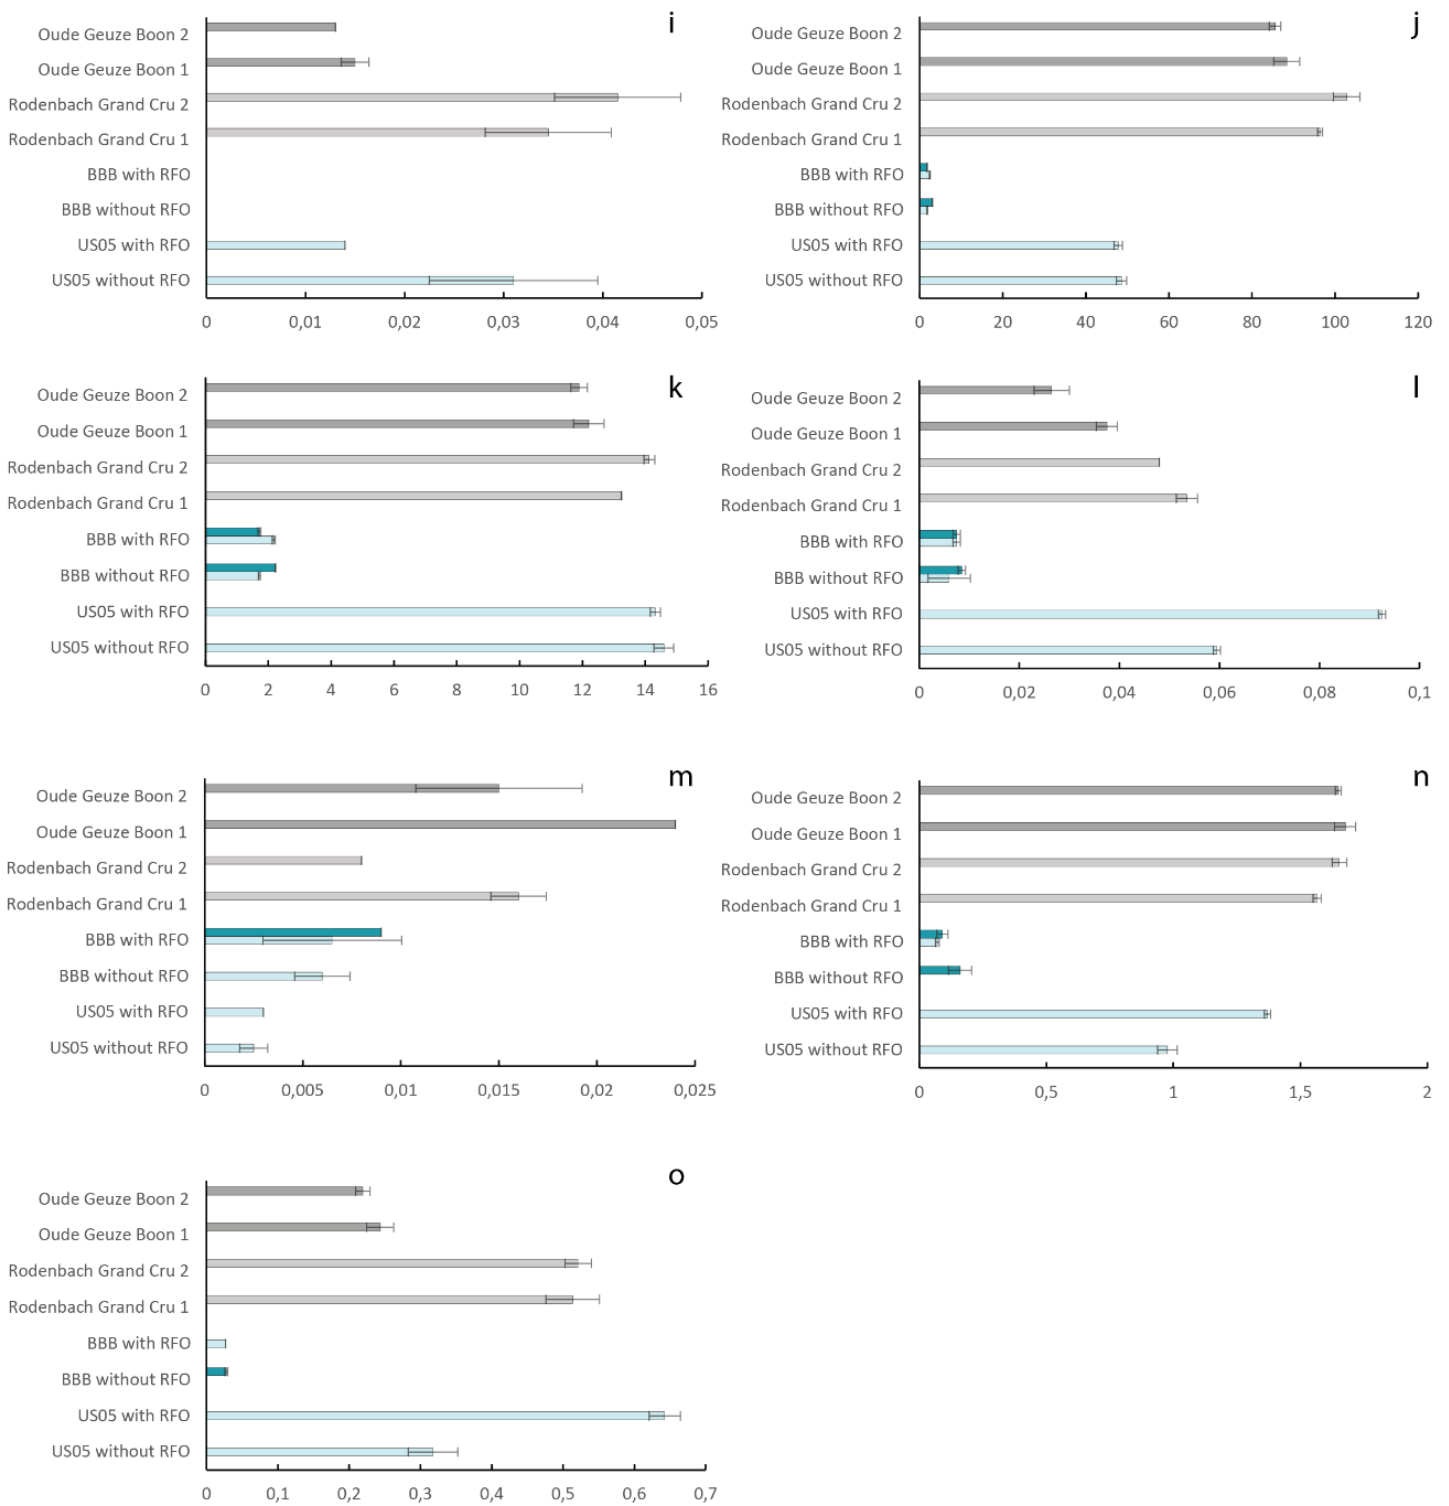 i
Oude Geuze Boon 2
Oude Geuze Boon 1
Rodenbach Grand Cru 2
Rodenbach Grand Cru 1
BBB with RFO
BBB without RFO
US05 with RFO
US05 without RFO
0 0,01 0,02 0,03 0,04 0,05
j
Oude Geuze Boon 2
Oude Geuze Boon 1
Rodenbach Grand Cru 2
Rodenbach Grand Cru 1
BBB with RFO
BBB without RFO
US05 with RFO
US05 without RFO
0 20 40 60 80 100 120
k
Oude Geuze Boon 2
Oude Geuze Boon 1
Rodenbach Grand Cru 2
Rodenbach Grand Cru 1
BBB with RFO
BBB without RFO
US05 with RFO
US05 without RFO
0 2 4 6 8 10 12 14 16
l
Oude Geuze Boon 2
Oude Geuze Boon 1
Rodenbach Grand Cru 2
Rodenbach Grand Cru 1
BBB with RFO
BBB without RFO
US05 with RFO
US05 without RFO
0 0,02 0,04 0,06 0,08 0,1
m
Oude Geuze Boon 2
Oude Geuze Boon 1
Rodenbach Grand Cru 2
Rodenbach Grand Cru 1
BBB with RFO
BBB without RFO
US05 with RFO
US05 without RFO
0 0,005 0,01 0,015 0,02 0,025
n
Oude Geuze Boon 2
Oude Geuze Boon 1
Rodenbach Grand Cru 2
Rodenbach Grand Cru 1
BBB with RFO
BBB without RFO
US05 with RFO
US05 without RFO
0 0,5 1 1,5 2
o
Oude Geuze Boon 2
Oude Geuze Boon 1
Rodenbach Grand Cru 2
Rodenbach Grand Cru 1
BBB with RFO
BBB without RFO
US05 with RFO
US05 without RFO
0 0,1 0,2 0,3 0,4 0,5 0,6 0,7